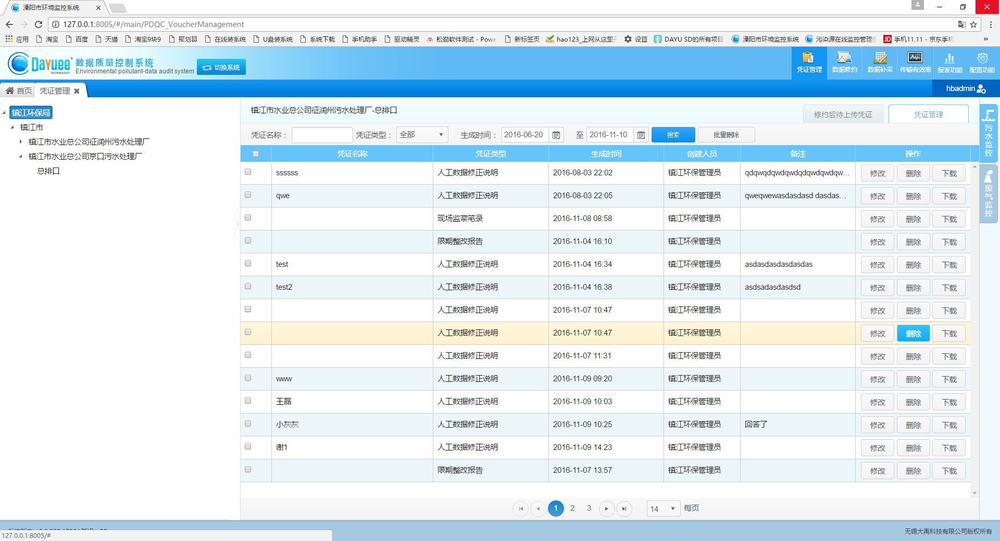 溧阳市环境监控系统
127.0.0.1:8005/#/main/PDQC_VoucherManagement
应用 淘宝 百度 天猫 淘宝9块9 聚划算 在线装系统 U盘装系统 系统下载 手机助手 驱动精灵 松勤软件测试 - Powe 新标签页 hao123_上网从这里开 设置 DAYU SD的所有项目 溧阳市环境监控系统 污染源在线监控管理信 JD 手机11.11 - 京东手机 »
Dayuee TECHNOLOGY 数据质量控制系统
Environmental pollutant-data audit system
切换系统
凭证管理 数据修约 数据补采 传输有效率 报表功能 配置功能
首页 凭证管理
hbadmin
镇江环保局
镇江市
镇江市水业总公司征润州污水处理厂
镇江市水业总公司京口污水处理厂
总排口
镇江市水业总公司征润州污水处理厂-总排口
修约后待上传凭证 凭证管理
凭证名称： 凭证类型： 全部 生成时间： 2016-06-20 至 2016-11-10 搜索 批量删除
凭证名称 凭证类型 生成时间 创建人员 备注 操作
ssssss 人工数据修正说明 2016-08-03 22:02 镇江环保管理员 qdqwqdqwdqwdqdqwdqwdqw... 修改 删除 下载
qwe 人工数据修正说明 2016-08-03 22:05 镇江环保管理员 qweqwewasdasdasd dasdas... 修改 删除 下载
现场监察笔录 2016-11-08 08:58 镇江环保管理员 修改 删除 下载
限期整改报告 2016-11-04 16:10 镇江环保管理员 修改 删除 下载
test 人工数据修正说明 2016-11-04 16:34 镇江环保管理员 asdasdasdasdasdas 修改 删除 下载
test2 人工数据修正说明 2016-11-04 16:38 镇江环保管理员 asdsadasdasdsd 修改 删除 下载
人工数据修正说明 2016-11-07 10:47 镇江环保管理员 修改 删除 下载
人工数据修正说明 2016-11-07 10:47 镇江环保管理员 修改 删除 下载
人工数据修正说明 2016-11-07 11:31 镇江环保管理员 修改 删除 下载
www 人工数据修正说明 2016-11-09 09:20 镇江环保管理员 修改 删除 下载
王磊 人工数据修正说明 2016-11-09 10:03 镇江环保管理员 修改 删除 下载
小灰灰 人工数据修正说明 2016-11-09 10:25 镇江环保管理员 回答了 修改 删除 下载
谢1 人工数据修正说明 2016-11-09 14:23 镇江环保管理员 修改 删除 下载
限期整改报告 2016-11-07 13:57 镇江环保管理员 修改 删除 下载
1 2 3 14 每页
污水监控
废气监控
127.0.0.1:8005/#
无锡大禹科技有限公司版权所有